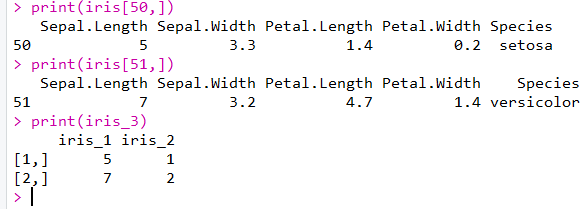 > print(iris[50,])
   Sepal.Length Sepal.Width Petal.Length Petal.Width Species
50            5         3.3          1.4         0.2  setosa
> print(iris[51,])
   Sepal.Length Sepal.Width Petal.Length Petal.Width    Species
51            7         3.2          4.7         1.4 versicolor
> print(iris_3)
     iris_1 iris_2
[1,]      5      1
[2,]      7      2
>